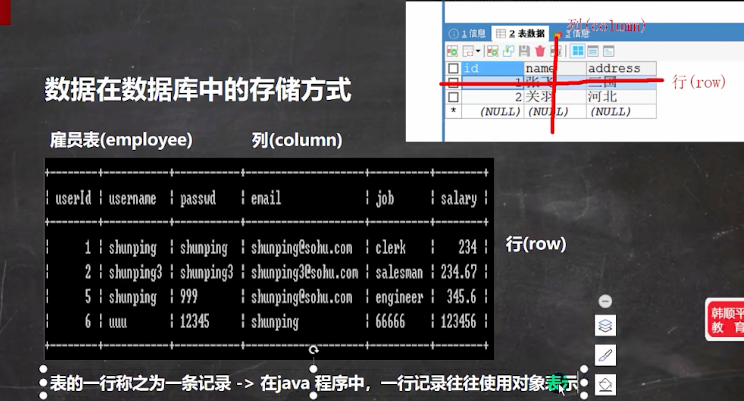 1 信息 2 表数据 3 信息
列(column)
id name address
1 张飞 三国
2 关羽 河北
* (NULL) (NULL) (NULL)
行(row)
数据在数据库中的存储方式
雇员表(employee) 列(column)
userId username passwd email job salary
1 shunping shunping shunping@sohu.com clerk 234
2 shunping3 shunping3 shunping3@sohu.com salesman 234.67
5 shunping 999 shunping@sohu.com engineer 345.6
6 uuu 12345 shunping 66666 123456
行(row)
韩顺平
教 育
表的一行称之为一条记录 -> 在java 程序中，一行记录往往使用对象表示